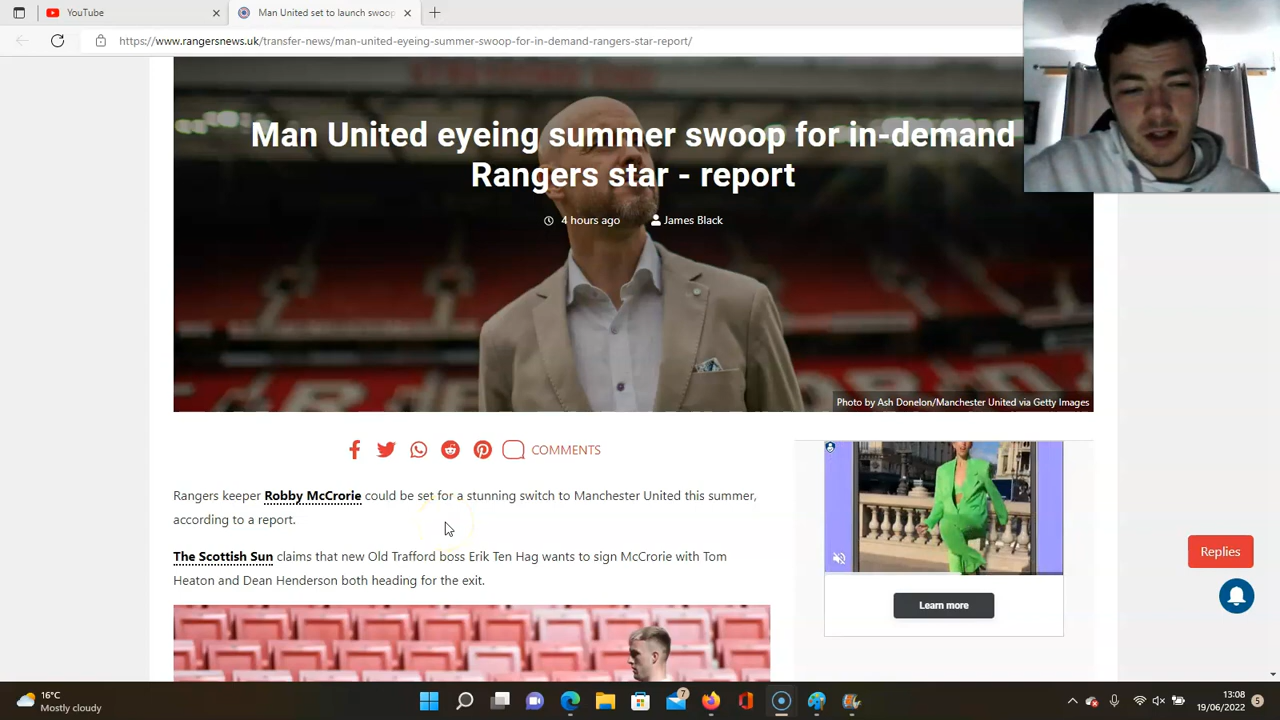 YouTube
Man United set to launch swoop
https://www.rangersnews.uk/transfer-news/man-united-eyeing-summer-swoop-for-in-demand-rangers-star-report/
Man United eyeing summer swoop for in-demand
Rangers star - report
4 hours ago James Black
Photo by Ash Donelon/Manchester United via Getty Images
COMMENTS
Rangers keeper Robby McCrorie could be set for a stunning switch to Manchester United this summer,
according to a report.
The Scottish Sun claims that new Old Trafford boss Erik Ten Hag wants to sign McCrorie with Tom
Heaton and Dean Henderson both heading for the exit.
Learn more
Replies
16°C
Mostly cloudy
7
13:08
19/06/2022
5